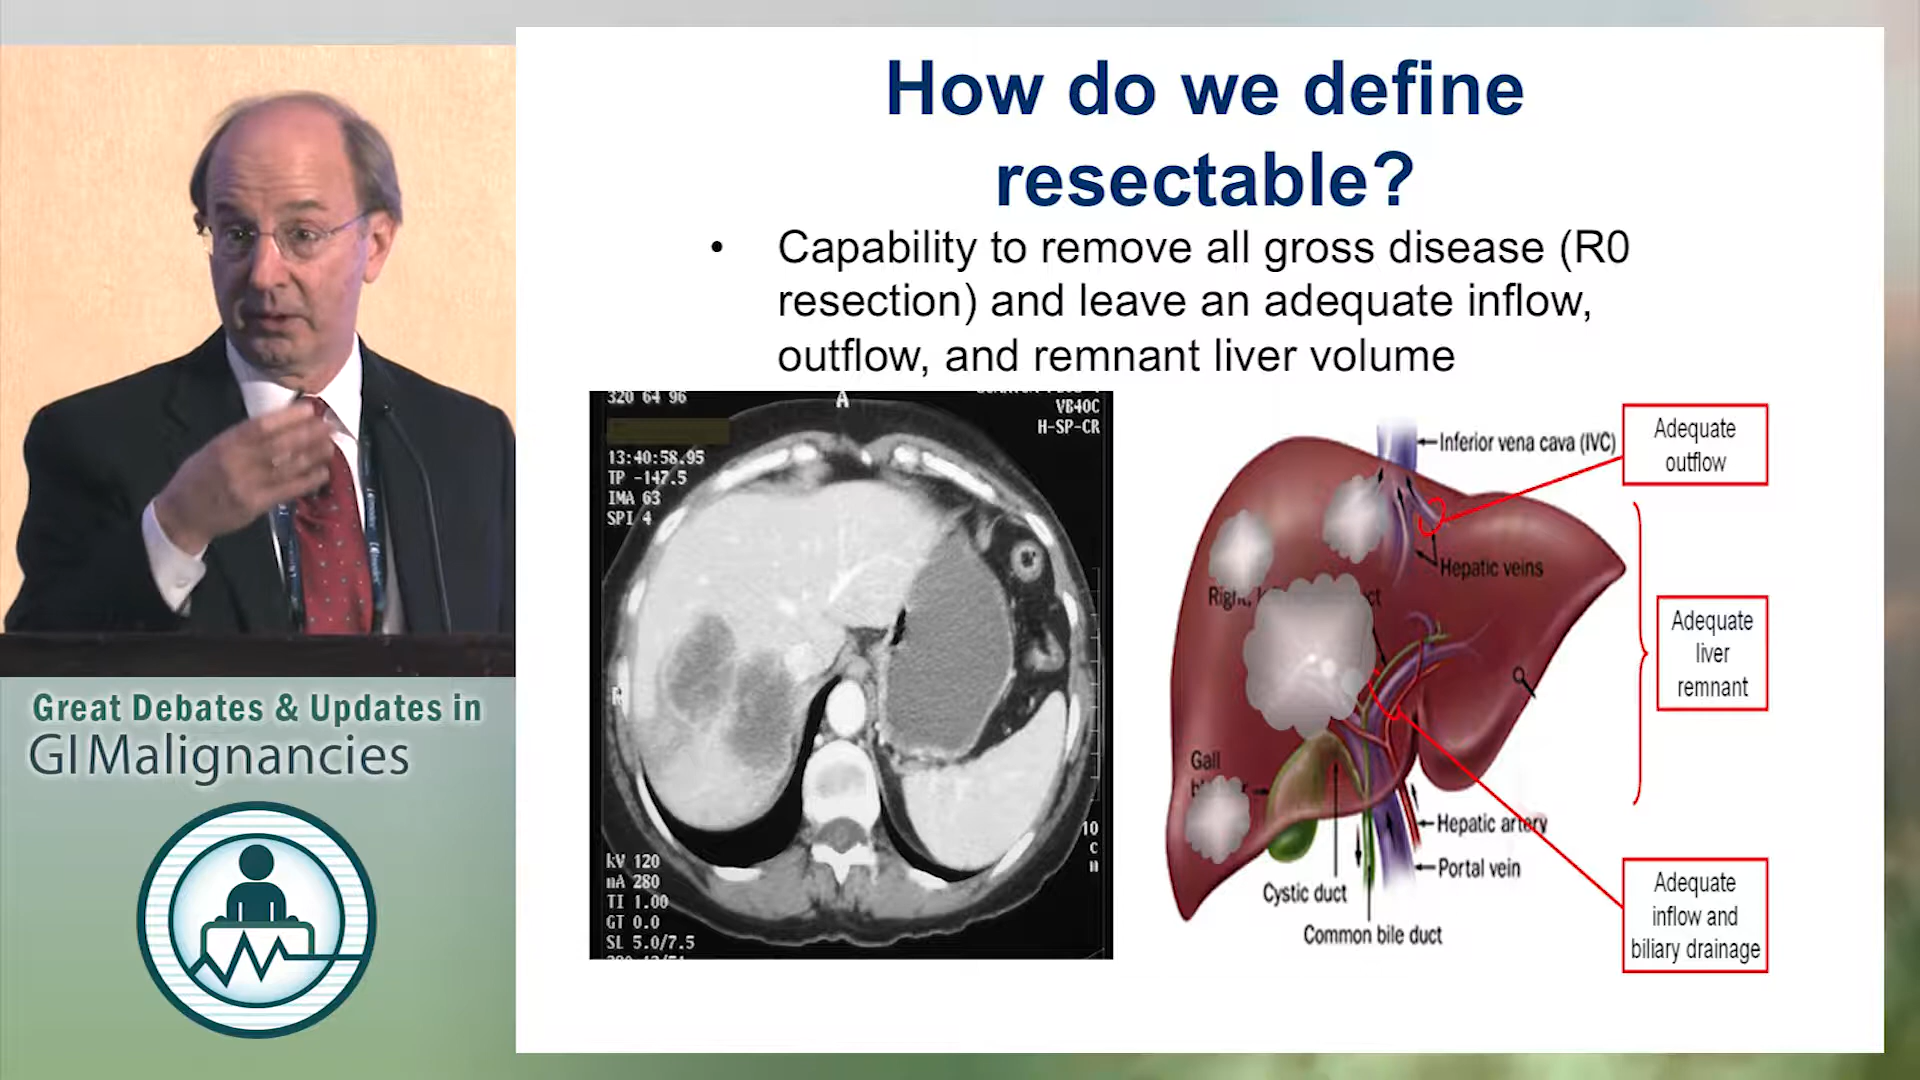 How do we define
resectable?
• Capability to remove all gross disease (R0
resection) and leave an adequate inflow,
outflow, and remnant liver volume
320 64 96
A
VB40C
H-SP-CR
13:40:58.95
TP -147.5
IMA 63
SPI 4
R
10
C
kV 120
mA 280
TI 1.00
GT 0.0
SL 5.0/7.5
Inferior vena cava (IVC)
Adequate
outflow
Hepatic veins
Right,
Adequate
liver
remnant
Gall
Hepatic artery
Portal vein
Cystic duct
Common bile duct
Adequate
inflow and
biliary drainage
Great Debates & Updates in
GI Malignancies